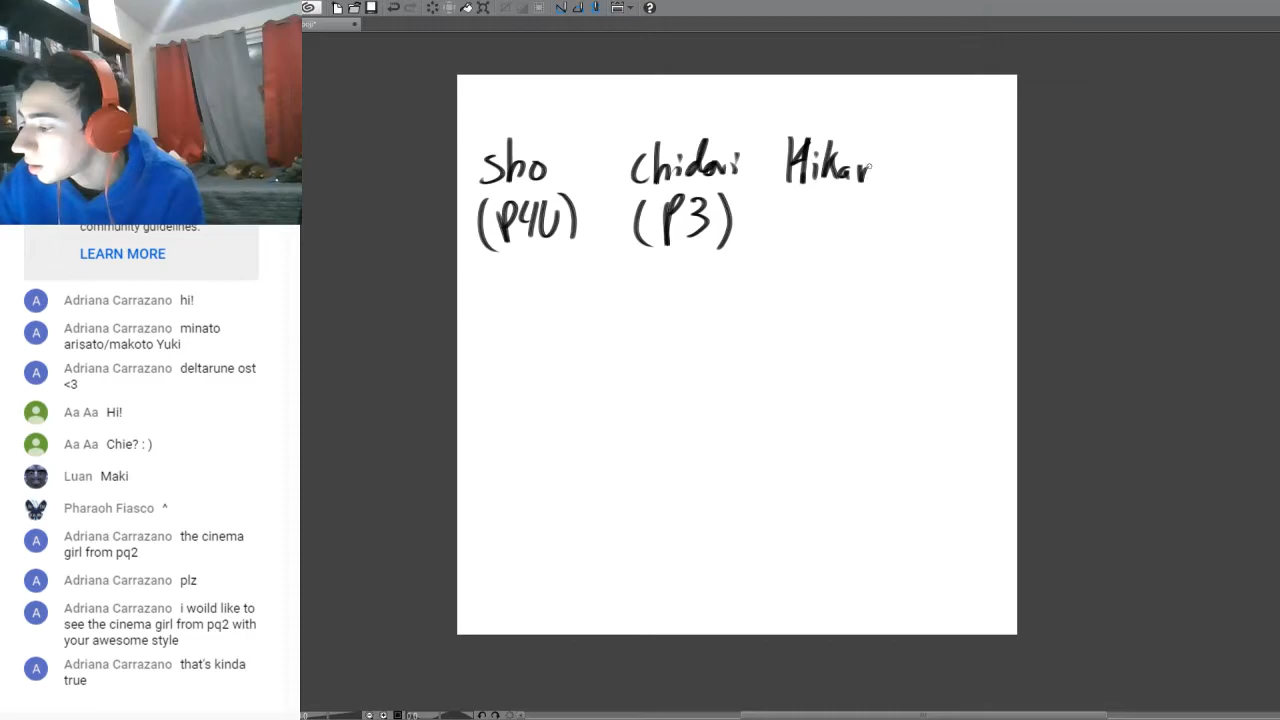 community guidelines.
LEARN MORE
Adriana Carrazano hi!
Adriana Carrazano minato
arisato/makoto Yuki
Adriana Carrazano deltarune ost
<3
Aa Aa Hi!
Aa Aa Chie? : )
Luan Maki
Pharaoh Fiasco ^
Adriana Carrazano the cinema
girl from pq2
Adriana Carrazano plz
Adriana Carrazano i woild like to
see the cinema girl from pq2 with
your awesome style
Adriana Carrazano that's kinda
true
Sho Chidori Hikar
(P4U) (P3)